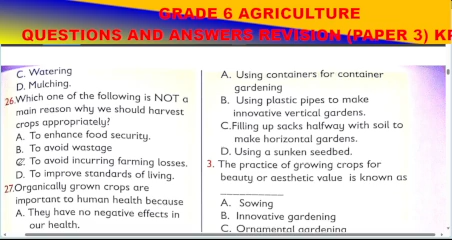 GRADE 6 AGRICULTURE
QUESTIONS AND ANSWERS REVISION (PAPER 3) KP
C. Watering
D. Mulching.
26.Which one of the following is NOT a
main reason why we should harvest
crops appropriately?
A. To enhance food security.
B. To avoid wastage
C. To avoid incurring farming losses.
D. To improve standards of living.
27.Organically grown crops are
important to human health because
A. They have no negative effects in
our health.
A. Using containers for container
gardening
B. Using plastic pipes to make
innovative vertical gardens.
C.Filling up sacks halfway with soil to
make horizontal gardens.
D. Using a sunken seedbed.
3. The practice of growing crops for
beauty or aesthetic value is known as
____________
A. Sowing
B. Innovative gardening
C. Ornamental gardening